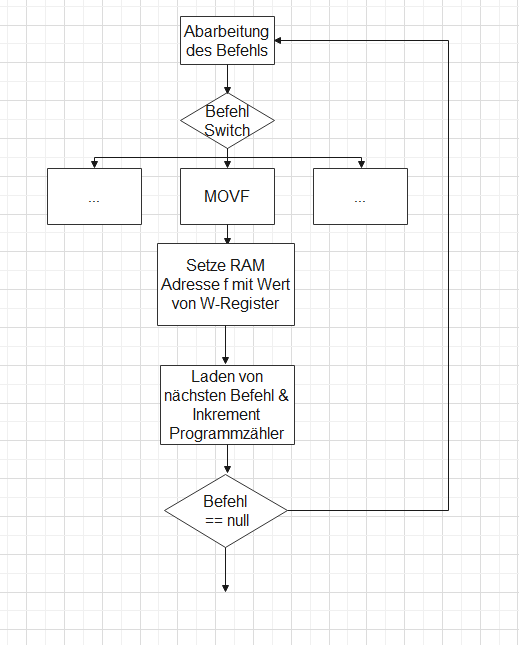 Abarbeitung
des Befehls
Befehl
Switch
...
MOVF
...
Setze RAM
Adresse f mit Wert
von W-Register
Laden von
nächsten Befehl &
Inkrement
Programmzähler
Befehl
== null